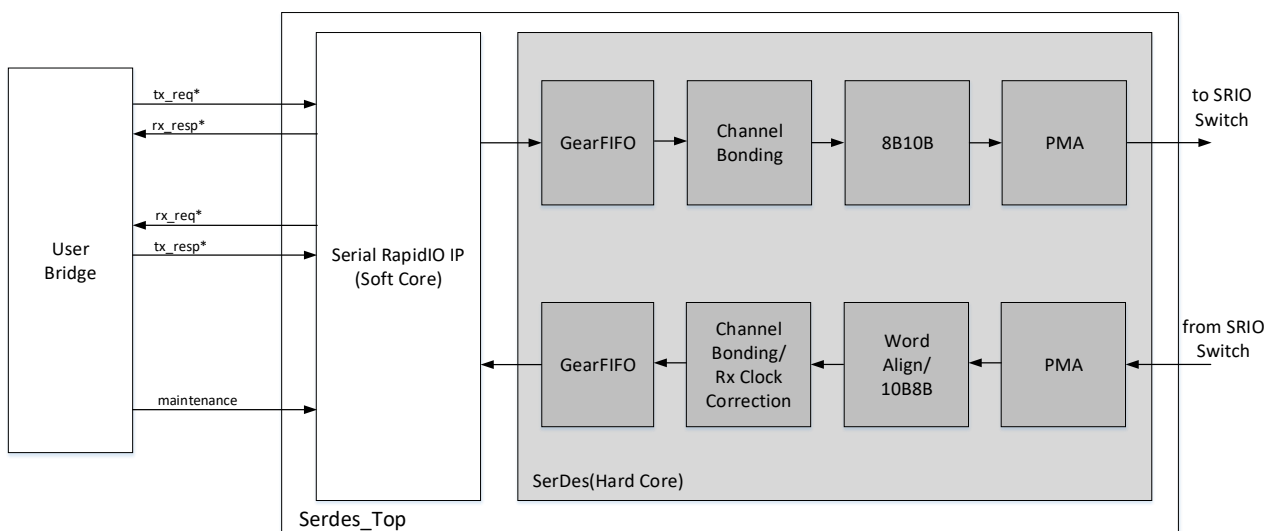 User
Bridge
tx_req*
rx_resp*
rx_req*
tx_resp*
maintenance
Serial RapidIO IP
(Soft Core)
GearFIFO
Channel
Bonding
8B10B
PMA
to SRIO
Switch
GearFIFO
Channel
Bonding/
Rx Clock
Correction
Word
Align/
10B8B
PMA
from SRIO
Switch
SerDes(Hard Core)
Serdes_Top